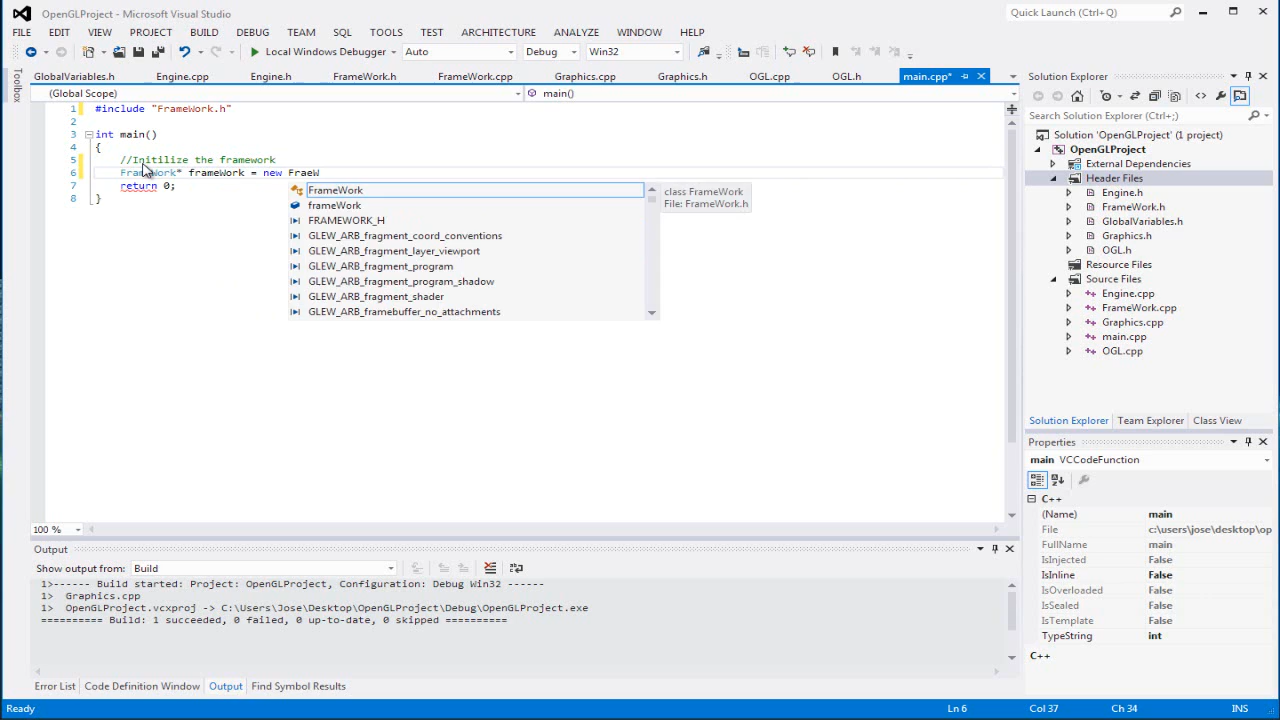 OpenGLProject - Microsoft Visual Studio
Quick Launch (Ctrl+Q)
FILE EDIT VIEW PROJECT BUILD DEBUG TEAM SQL TOOLS TEST ARCHITECTURE ANALYZE WINDOW HELP
Local Windows Debugger Auto Debug Win32
Toolbox
GlobalVariables.h Engine.cpp Engine.h FrameWork.h FrameWork.cpp Graphics.cpp Graphics.h OGL.cpp OGL.h main.cpp*
(Global Scope) main()
1 #include "FrameWork.h"
2
3 int main()
4 {
5 //Initilize the framework
6 FrameWork* frameWork = new FraeW
7 return 0;
8 }
FrameWork
frameWork
FRAMEWORK_H
GLEW_ARB_fragment_coord_conventions
GLEW_ARB_fragment_layer_viewport
GLEW_ARB_fragment_program
GLEW_ARB_fragment_program_shadow
GLEW_ARB_fragment_shader
GLEW_ARB_framebuffer_no_attachments
class FrameWork
File: FrameWork.h
100 %
Output
Show output from: Build
1>------ Build started: Project: OpenGLProject, Configuration: Debug Win32 ------
1> Graphics.cpp
1> OpenGLProject.vcxproj -> C:\Users\Jose\Desktop\OpenGLProject\Debug\OpenGLProject.exe
========== Build: 1 succeeded, 0 failed, 0 up-to-date, 0 skipped ==========
Error List Code Definition Window Output Find Symbol Results
Solution Explorer
Search Solution Explorer (Ctrl+;)
Solution 'OpenGLProject' (1 project)
OpenGLProject
External Dependencies
Header Files
Engine.h
FrameWork.h
GlobalVariables.h
Graphics.h
OGL.h
Resource Files
Source Files
Engine.cpp
FrameWork.cpp
Graphics.cpp
main.cpp
OGL.cpp
Solution Explorer Team Explorer Class View
Properties
main VCCodeFunction
C++
(Name) main
File c:\users\jose\desktop\op
FullName main
IsInjected False
IsInline False
IsOverloaded False
IsSealed False
IsTemplate False
TypeString int
C++
Ready Ln 6 Col 37 Ch 34 INS